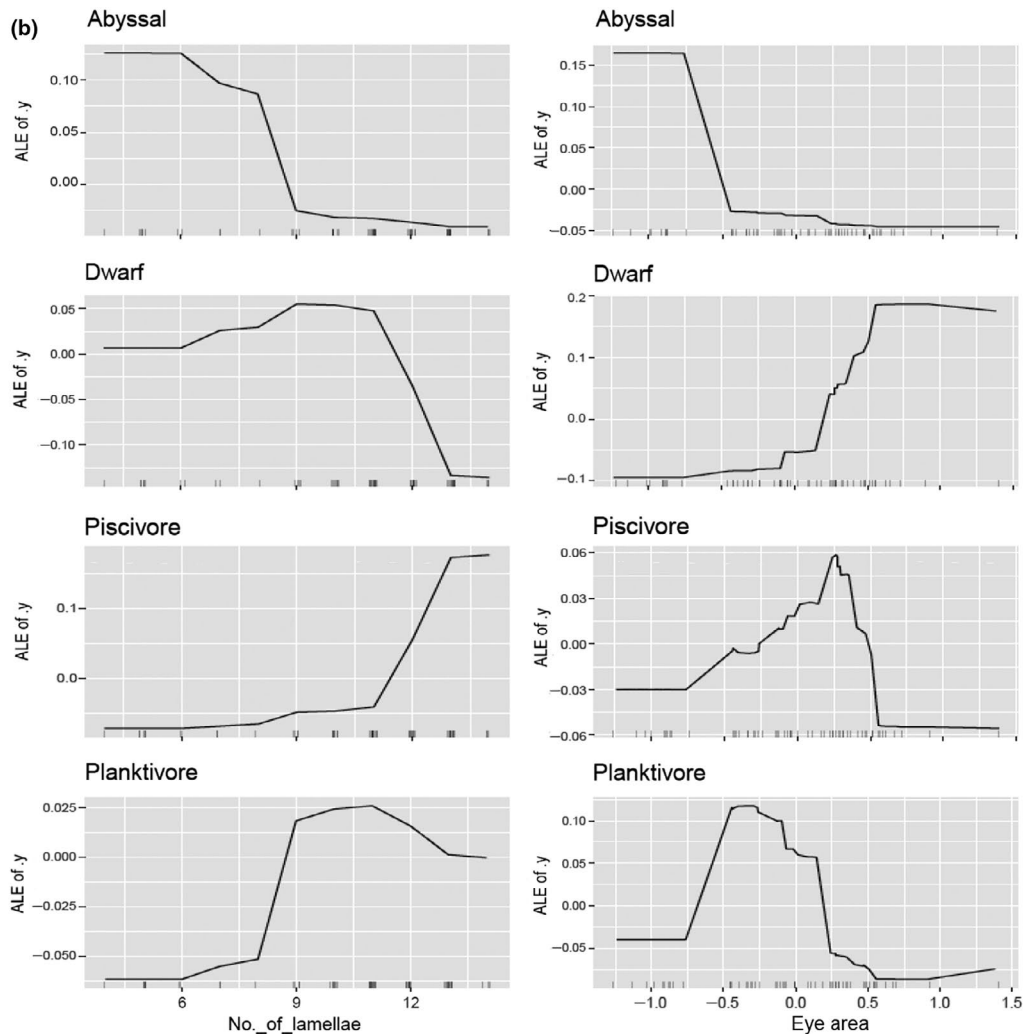 (b)
Abyssal
ALE of .y
0.10
0.05
0.00
Abyssal
ALE of .y
0.15
0.10
0.05
0.00
−0.05
Dwarf
ALE of .y
0.05
0.00
−0.05
−0.10
Dwarf
ALE of .y
0.2
0.1
0.0
−0.1
Piscivore
ALE of .y
0.1
0.0
Piscivore
ALE of .y
0.06
0.03
0.00
−0.03
−0.06
Planktivore
ALE of .y
0.025
0.000
−0.025
−0.050
6 9 12
No._of_lamellae
Planktivore
ALE of .y
0.10
0.05
0.00
−0.05
−1.0 −0.5 0.0 0.5 1.0 1.5
Eye area